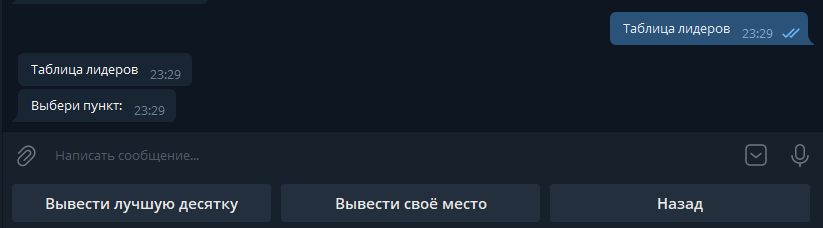 Таблица лидеров 23:29
Таблица лидеров 23:29
Выбери пункт: 23:29
Написать сообщение...
Вывести лучшую десятку Вывести своё место Назад